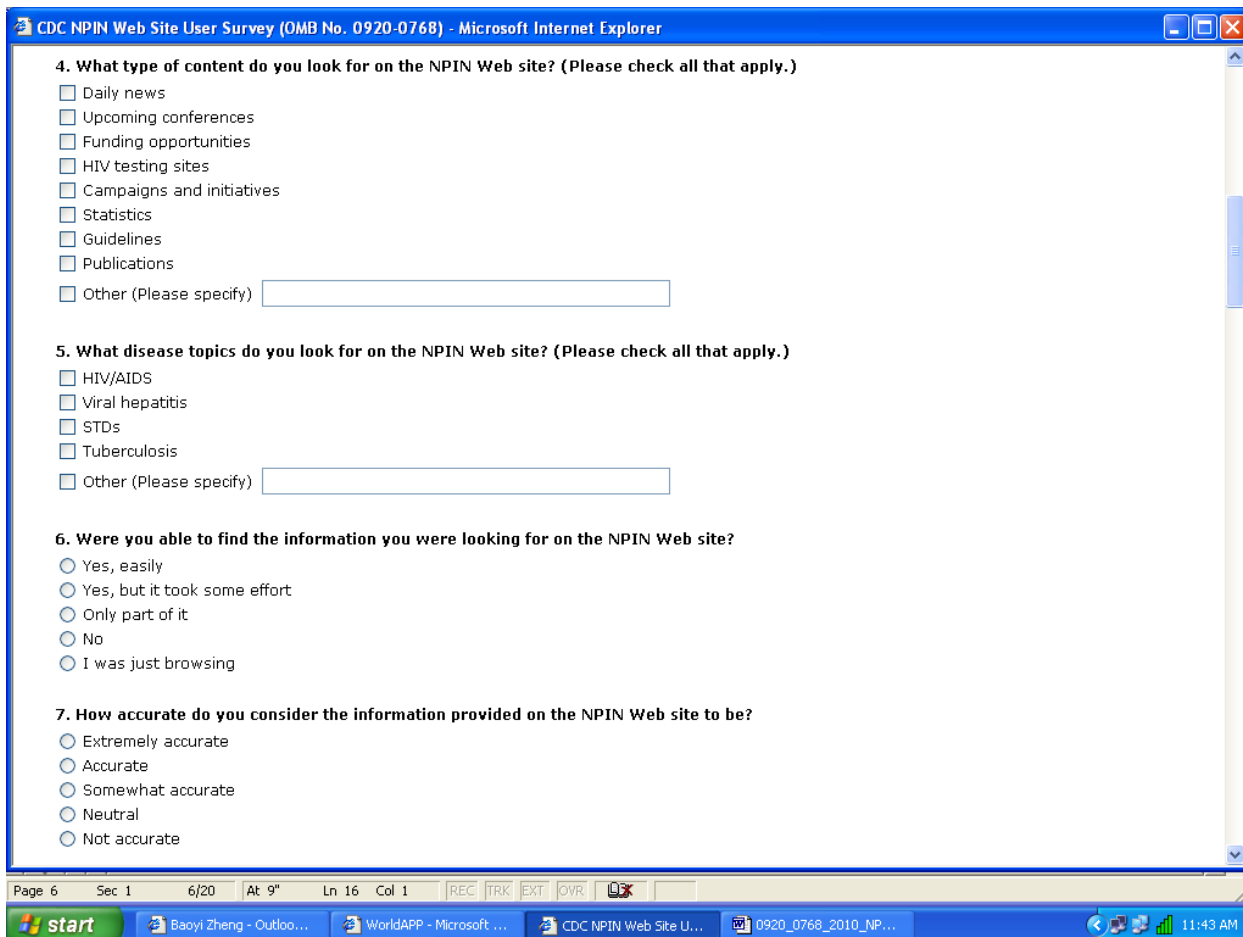 CDC NPIN Web Site User Survey (OMB No. 0920-0768) - Microsoft Internet Explorer
4. What type of content do you look for on the NPIN Web site? (Please check all that apply.)
Daily news
Upcoming conferences
Funding opportunities
HIV testing sites
Campaigns and initiatives
Statistics
Guidelines
Publications
Other (Please specify)
5. What disease topics do you look for on the NPIN Web site? (Please check all that apply.)
HIV/AIDS
Viral hepatitis
STDs
Tuberculosis
Other (Please specify)
6. Were you able to find the information you were looking for on the NPIN Web site?
Yes, easily
Yes, but it took some effort
Only part of it
No
I was just browsing
7. How accurate do you consider the information provided on the NPIN Web site to be?
Extremely accurate
Accurate
Somewhat accurate
Neutral
Not accurate
Page 6 Sec 1 6/20 At 9" Ln 16 Col 1 REC TRK EXT OVR
start Baoyi Zheng - Outloo... WorldAPP - Microsoft ... CDC NPIN Web Site U... 0920_0768_2010_NP... 11:43 AM